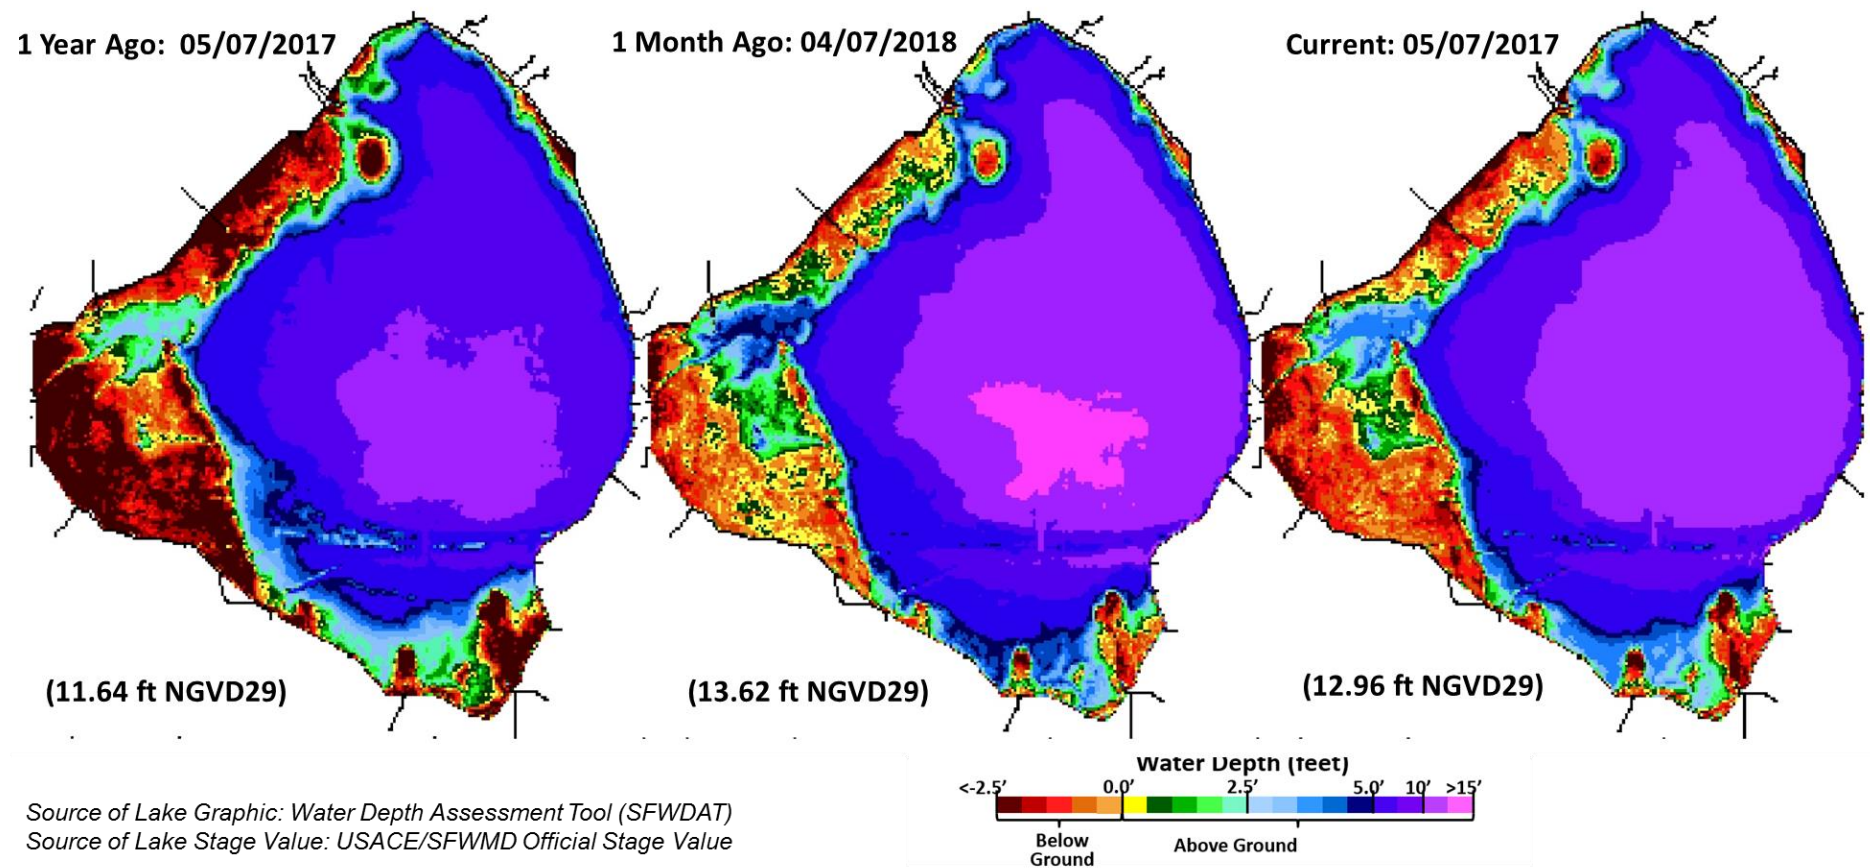 1 Year Ago: 05/07/2017
1 Month Ago: 04/07/2018
Current: 05/07/2017
(11.64 ft NGVD29)
(13.62 ft NGVD29)
(12.96 ft NGVD29)
Water Depth (feet)
<-2.5' 0.0' 2.5' 5.0' 10' >15'
Below
Ground
Above Ground
Source of Lake Graphic: Water Depth Assessment Tool (SFWDAT)
Source of Lake Stage Value: USACE/SFWMD Official Stage Value